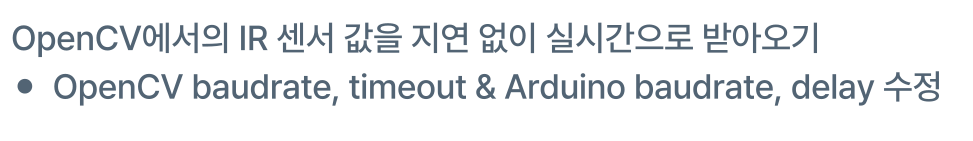 OpenCV에서의 IR 센서 값을 지연 없이 실시간으로 받아오기
• OpenCV baudrate, timeout & Arduino baudrate, delay 수정